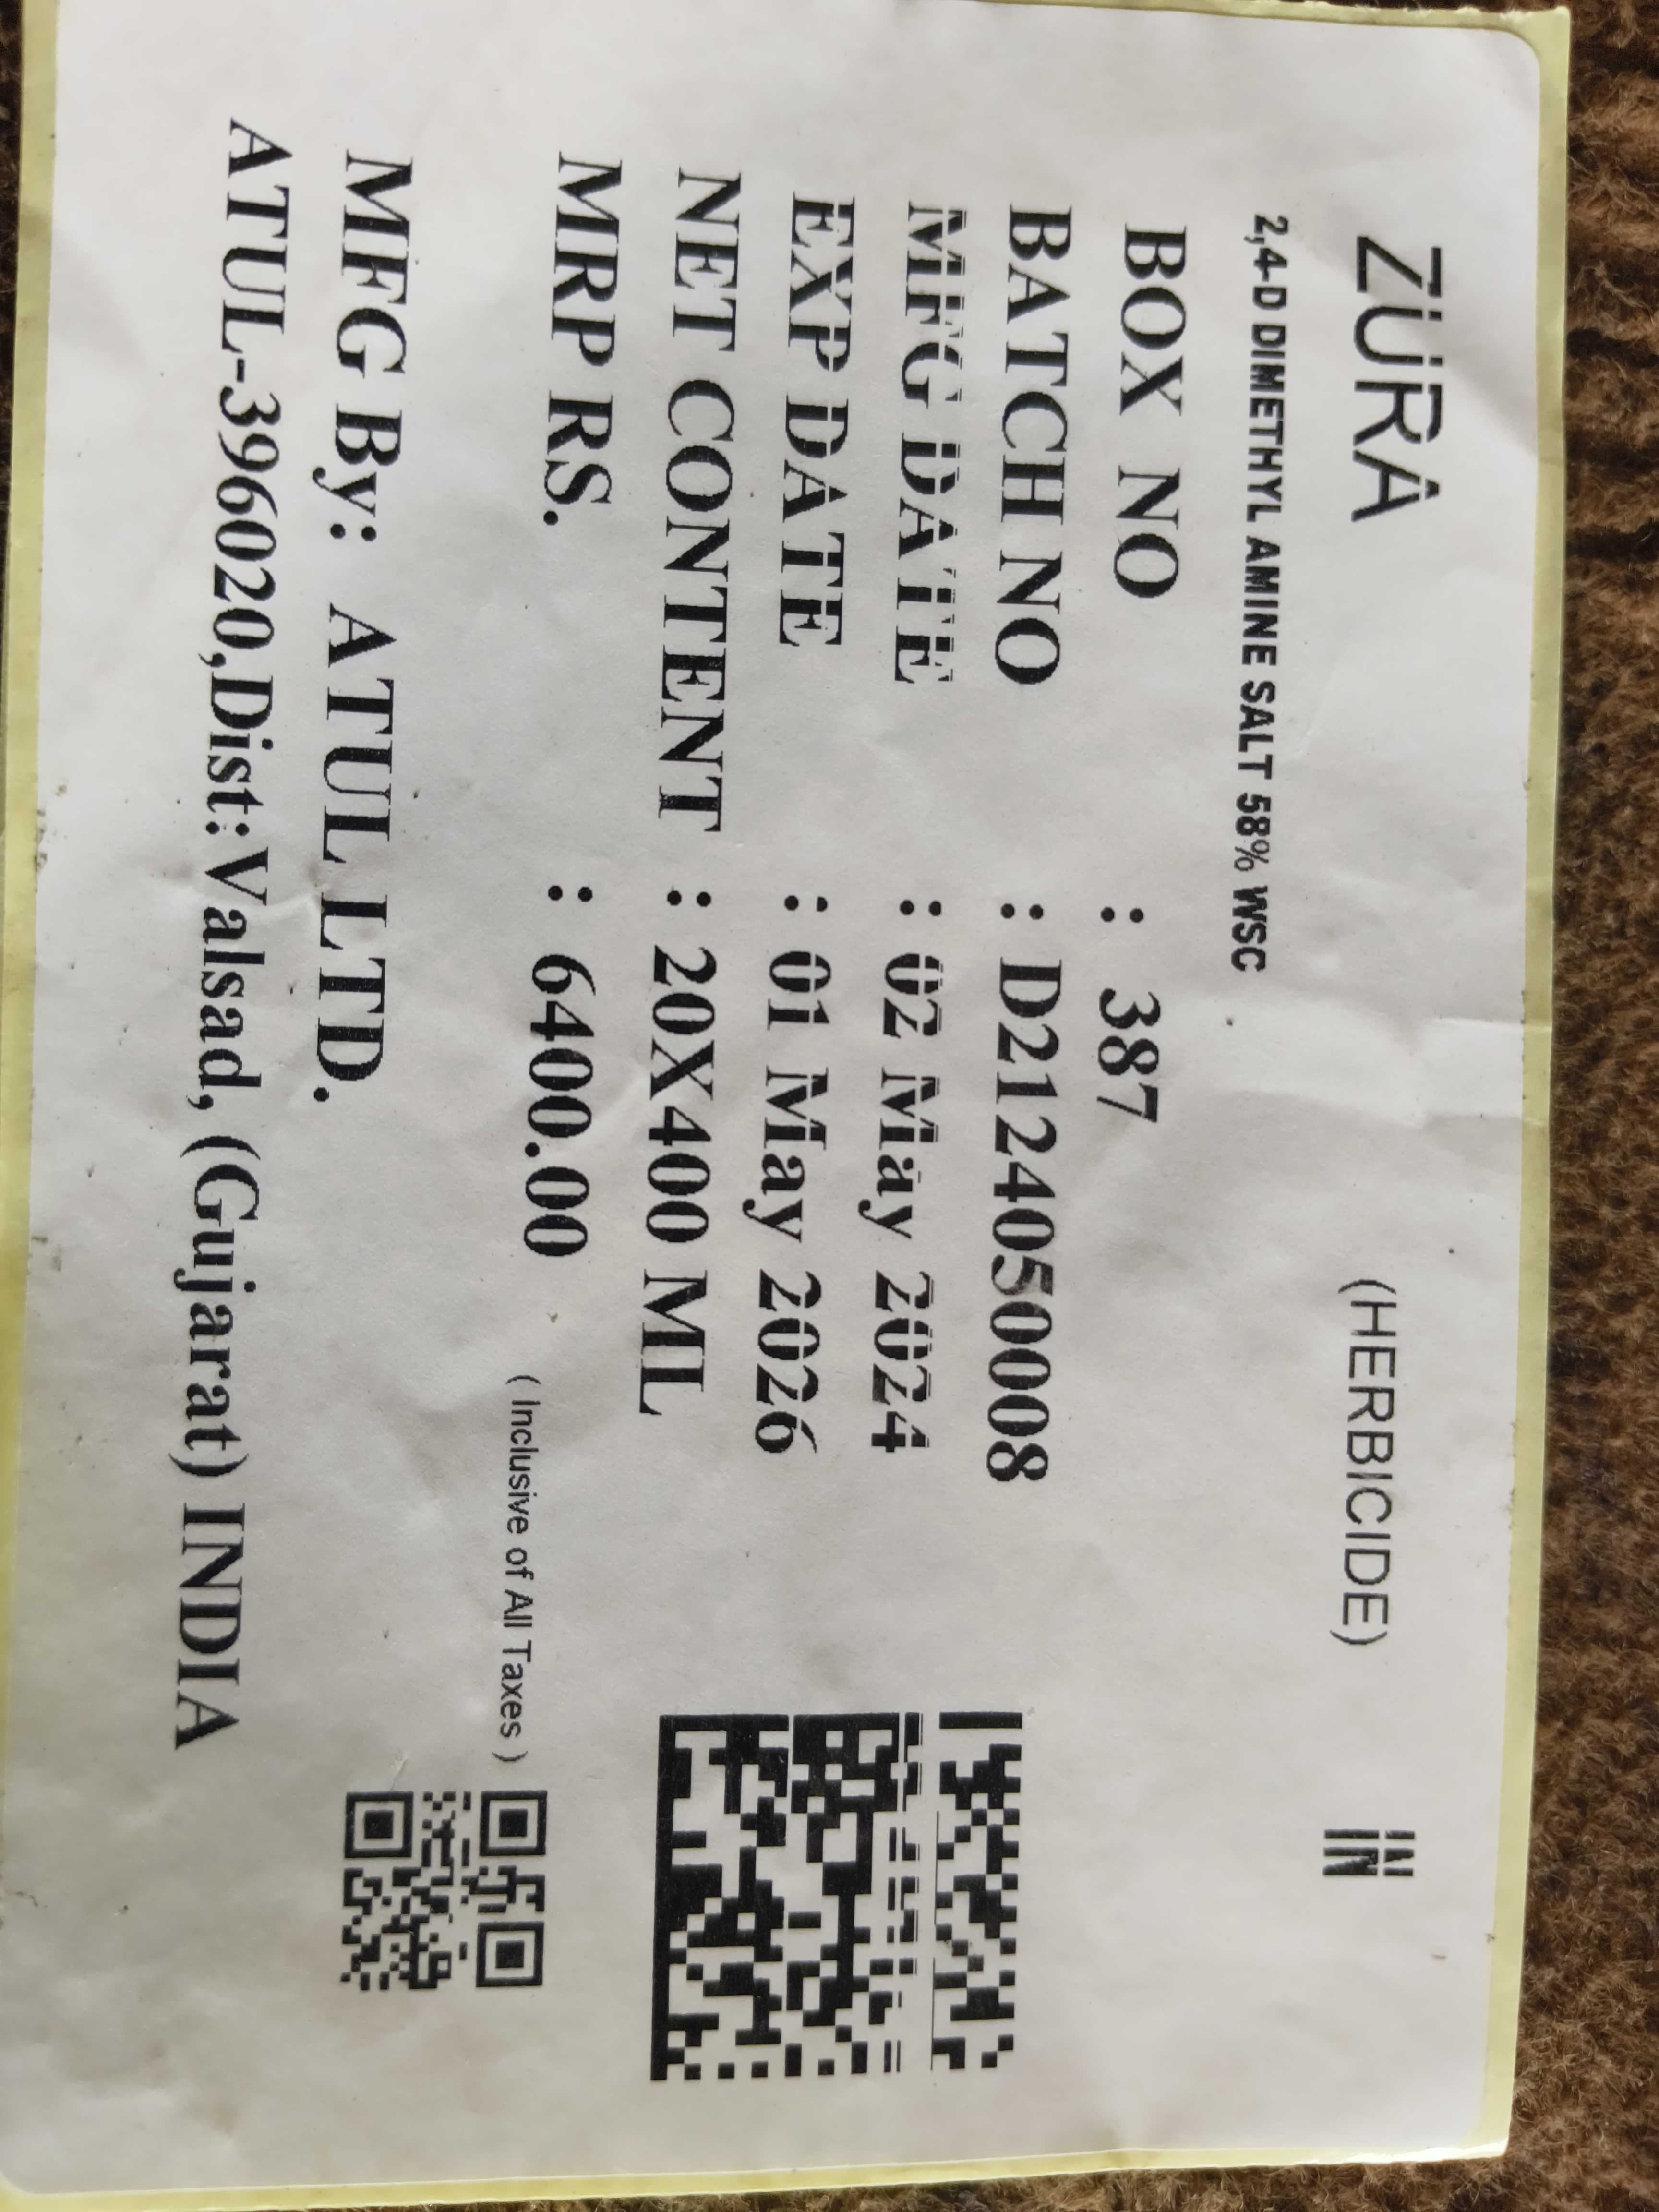 ZURA (HERBICIDE) IN
2,4-D DIMETHYL AMINE SALT 58% WSC
BOX NO : 387
BATCH NO : D2124050008
MFG DATE : 02 May 2024
EXP DATE : 01 May 2026
NET CONTENT : 20X400 ML
MRP RS. : 6400.00 ( Inclusive of All Taxes )
MFG By: ATUL LTD.
ATUL-396020,Dist:Valsad, (Gujarat) INDIA